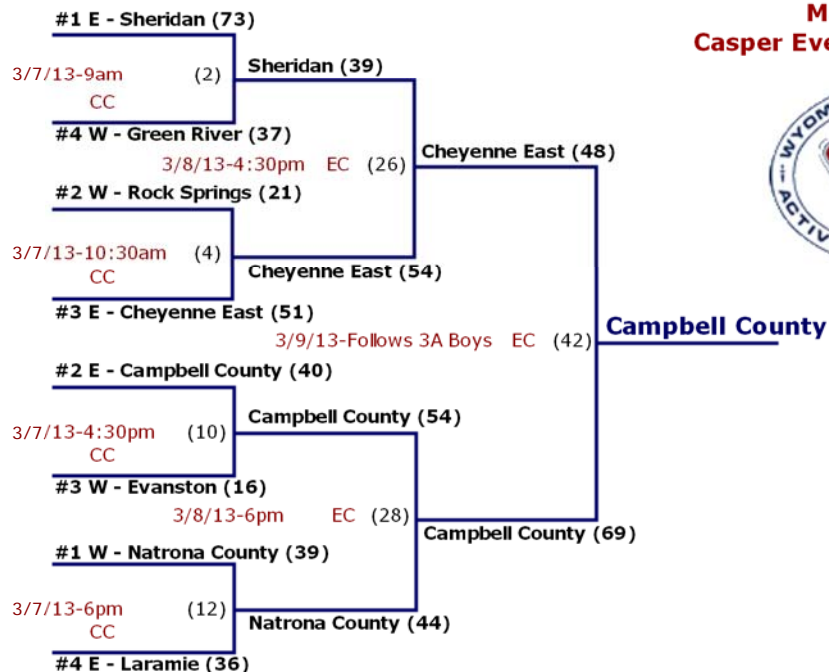 #1 E - Sheridan (73)
M
Casper Eve
3/7/13-9am (2)
CC
Sheridan (39)
#4 W - Green River (37)
3/8/13-4:30pm EC (26)
Cheyenne East (48)
#2 W - Rock Springs (21)
3/7/13-10:30am (4)
CC
Cheyenne East (54)
#3 E - Cheyenne East (51)
3/9/13-Follows 3A Boys EC (42)
Campbell County
#2 E - Campbell County (40)
3/7/13-4:30pm (10)
CC
Campbell County (54)
#3 W - Evanston (16)
3/8/13-6pm EC (28)
Campbell County (69)
#1 W - Natrona County (39)
3/7/13-6pm (12)
CC
Natrona County (44)
#4 E - Laramie (36)
WYOM
ACTIV